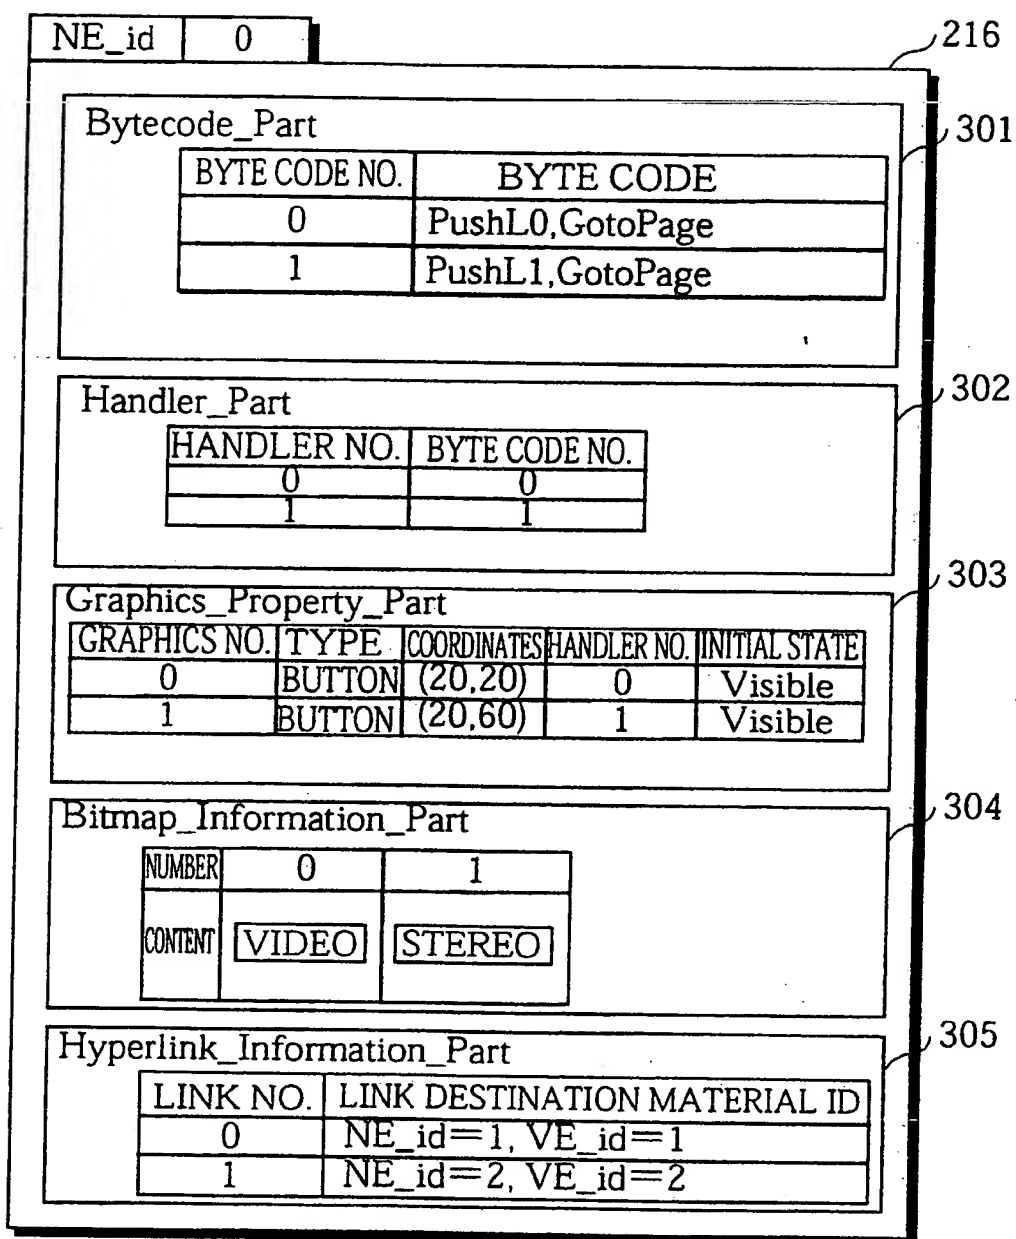 NE_id 0
216
Bytecode_Part
301
BYTE CODE NO. BYTE CODE
0 PushL0,GotoPage
1 PushL1,GotoPage
Handler_Part
302
HANDLER NO. BYTE CODE NO.
0 0
1 1
303
Graphics_Property_Part
GRAPHICS NO. TYPE COORDINATES HANDLER NO. INITIAL STATE
0 BUTTON (20,20) 0 Visible
1 BUTTON (20,60) 1 Visible
304
Bitmap_Information_Part
NUMBER 0 1
CONTENT VIDEO STEREO
305
Hyperlink_Information_Part
LINK NO. LINK DESTINATION MATERIAL ID
0 NE_id=1, VE_id=1
1 NE_id=2, VE_id=2